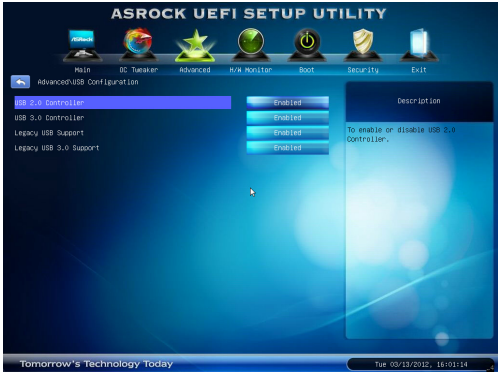 ASROCK UEFI SETUP UTILITY
ASRock
Main OC Tweaker Advanced H/W Monitor Boot Security Exit
Advanced\USB Configuration
USB 2.0 Controller Enabled
USB 3.0 Controller Enabled
Legacy USB Support Enabled
Legacy USB 3.0 Support Enabled
Description
To enable or disable USB 2.0
Controller.
Tomorrow's Technology Today
Tue 03/13/2012, 16:01:14